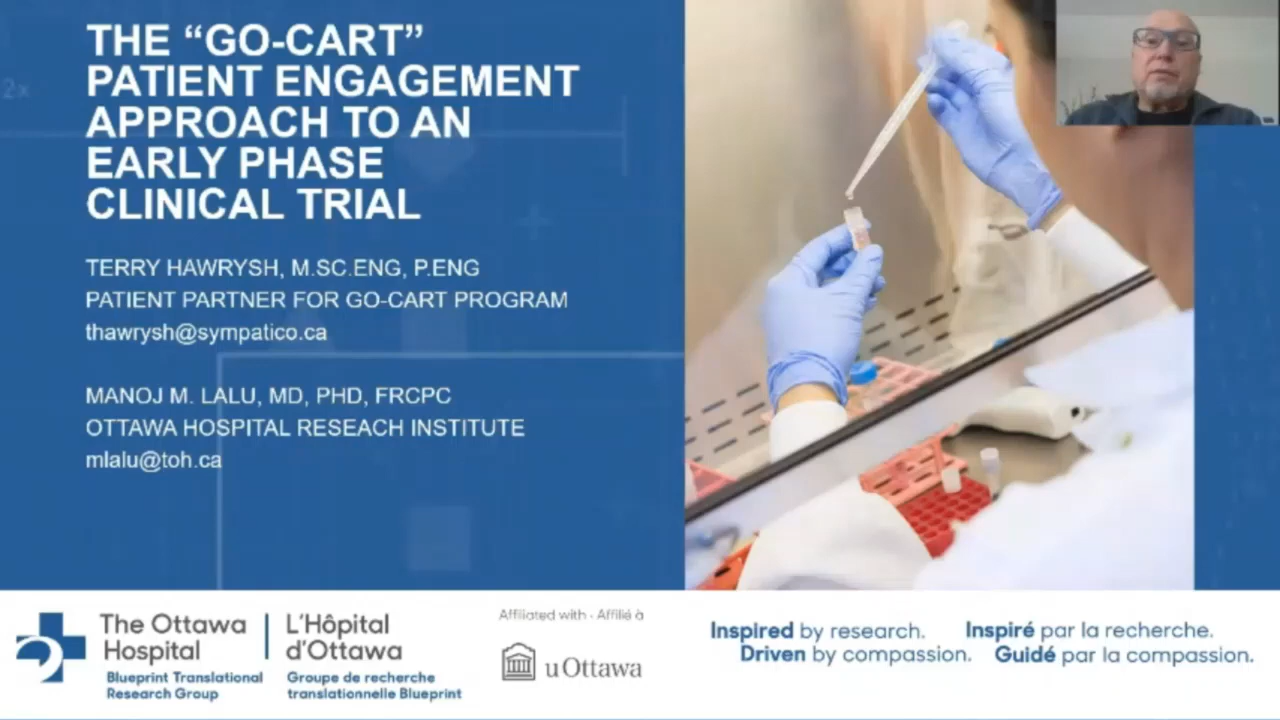 THE “GO-CART”
PATIENT ENGAGEMENT
APPROACH TO AN
EARLY PHASE
CLINICAL TRIAL
TERRY HAWRYSH, M.SC.ENG, P.ENG
PATIENT PARTNER FOR GO-CART PROGRAM
thawrysh@sympatico.ca
MANOJ M. LALU, MD, PHD, FRCPC
OTTAWA HOSPITAL RESEACH INSTITUTE
mlalu@toh.ca
The Ottawa
Hospital
Blueprint Translational
Research Group
L’Hôpital
d’Ottawa
Groupe de recherche
translationnelle Blueprint
Affiliated with · Affilié à
uOttawa
Inspired by research.
Driven by compassion.
Inspiré par la recherche.
Guidé par la compassion.
2x